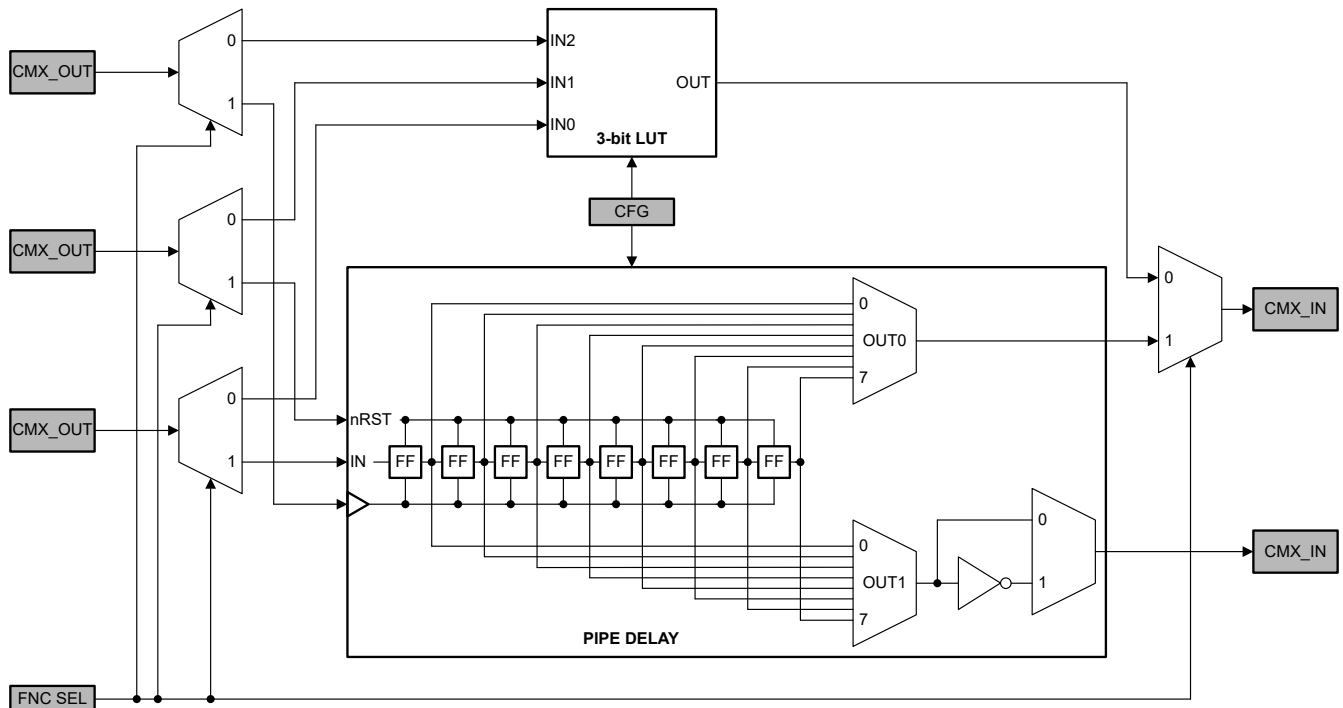 CMX_OUT
0
1
IN2
IN1
IN0
OUT
3-bit LUT
CMX_OUT
0
1
CFG
CMX_OUT
0
1
nRST
IN
FF FF FF FF FF FF FF FF
0
OUT0
7
0
OUT1
7
0
1
PIPE DELAY
0
1
CMX_IN
CMX_IN
FNC SEL